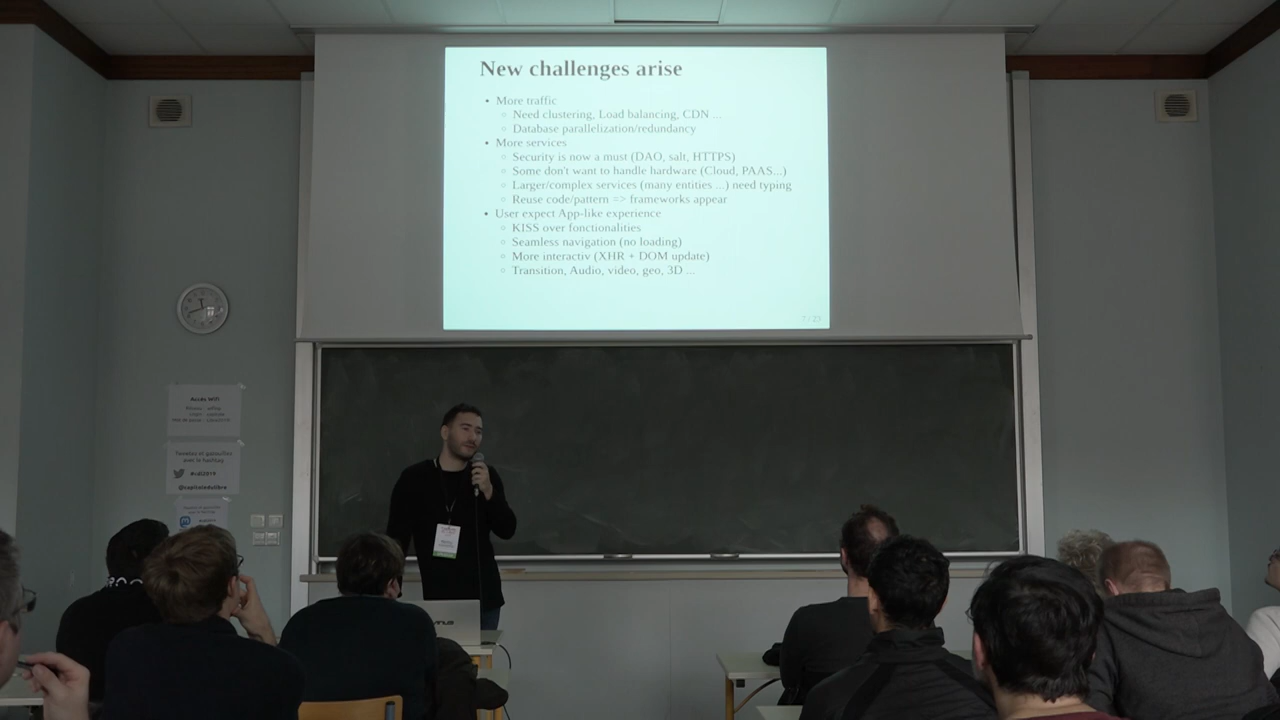 New challenges arise
• More traffic
◦ Need clustering, Load balancing, CDN ...
◦ Database parallelization/redundancy
• More services
◦ Security is now a must (DAO, salt, HTTPS)
◦ Some don't want to handle hardware (Cloud, PAAS...)
◦ Larger/complex services (many entities ...) need typing
◦ Reuse code/pattern => frameworks appear
• User expect App-like experience
◦ KISS over fonctionalities
◦ Seamless navigation (no loading)
◦ More interactiv (XHR + DOM update)
◦ Transition, Audio, video, geo, 3D ...
7 / 23
Accès Wifi
Tweetez et gazouillez
avec le hashtag
#cdl2019
@capitoledulibre